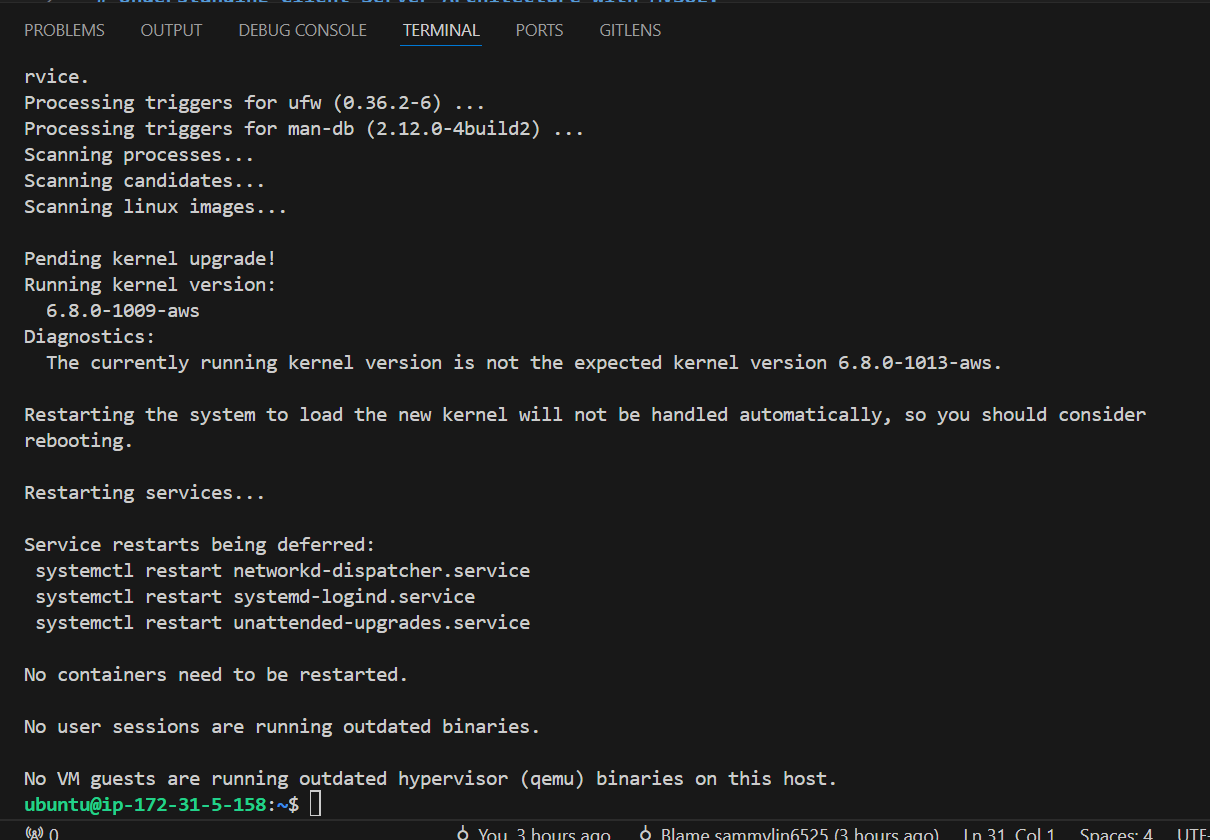 # Understanding Client Server Architecture with MySQL.
PROBLEMS OUTPUT DEBUG CONSOLE TERMINAL PORTS GITLENS
rvice.
Processing triggers for ufw (0.36.2-6) ...
Processing triggers for man-db (2.12.0-4build2) ...
Scanning processes...
Scanning candidates...
Scanning linux images...
Pending kernel upgrade!
Running kernel version:
6.8.0-1009-aws
Diagnostics:
The currently running kernel version is not the expected kernel version 6.8.0-1013-aws.
Restarting the system to load the new kernel will not be handled automatically, so you should consider
rebooting.
Restarting services...
Service restarts being deferred:
systemctl restart networkd-dispatcher.service
systemctl restart systemd-logind.service
systemctl restart unattended-upgrades.service
No containers need to be restarted.
No user sessions are running outdated binaries.
No VM guests are running outdated hypervisor (qemu) binaries on this host.
ubuntu@ip-172-31-5-158:~$
0 You, 3 hours ago Blame sammylin6525 (3 hours ago) Ln 31, Col 1 Spaces: 4 UTF-